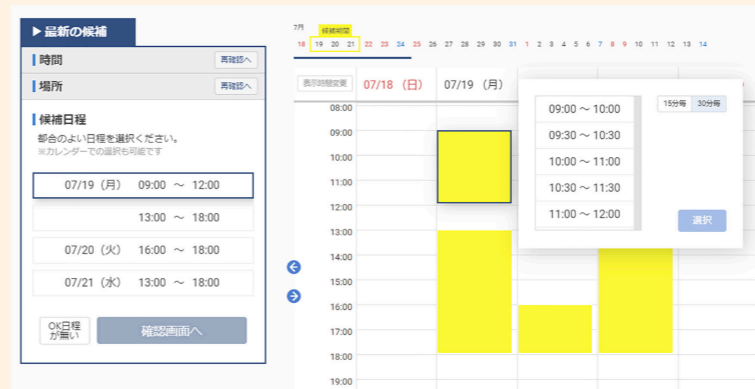 ▶最新の候補
時間
再確認へ
場所
再確認へ
候補日程
都合のよい日程を選択ください。
※カレンダーでの選択も可能です
07/19（月） 09:00 ～ 12:00
13:00 ～ 18:00
07/20（火） 16:00 ～ 18:00
07/21（水） 13:00 ～ 18:00
OK日程
が無い
確認画面へ
7月
候補期間
18 19 20 21 22 23 24 25 26 27 28 29 30 31 1 2 3 4 5 6 7 8 9 10 11 12 13 14
表示時間変更
07/18（日）
07/19（月）
08:00
09:00
10:00
11:00
12:00
13:00
14:00
15:00
16:00
17:00
18:00
19:00
09:00 ～ 10:00
09:30 ～ 10:30
10:00 ～ 11:00
10:30 ～ 11:30
11:00 ～ 12:00
15分毎
30分毎
選択